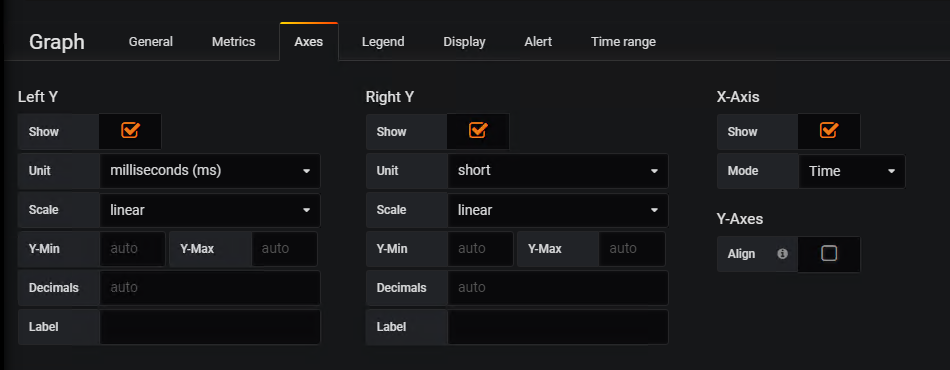 Graph General Metrics Axes Legend Display Alert Time range
Left Y
Show
Unit milliseconds (ms)
Scale linear
Y-Min auto Y-Max auto
Decimals auto
Label
Right Y
Show
Unit short
Scale linear
Y-Min auto Y-Max auto
Decimals auto
Label
X-Axis
Show
Mode Time
Y-Axes
Align